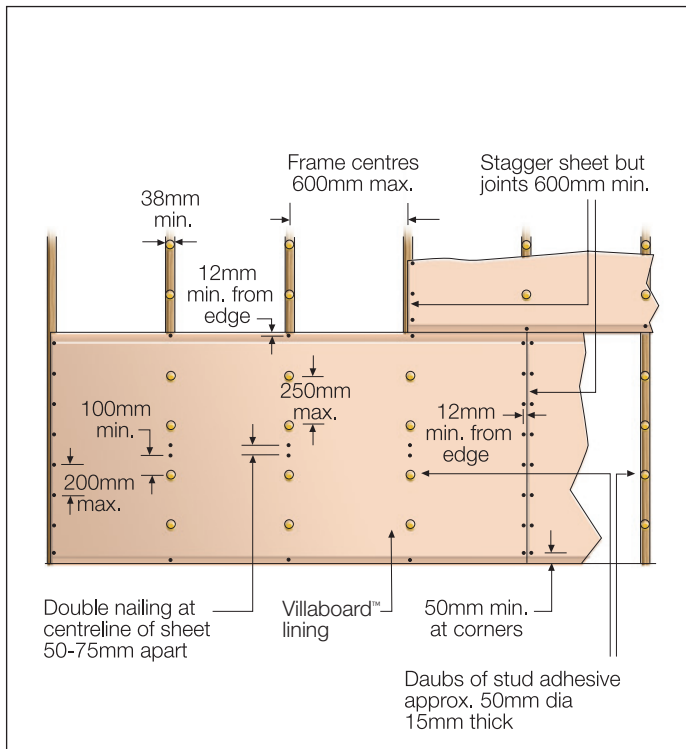 Frame centres
600mm max.
Stagger sheet but
joints 600mm min.
38mm
min.
12mm
min. from
edge
250mm
max.
100mm
min.
12mm
min. from
edge
200mm
max.
Double nailing at
centreline of sheet
50-75mm apart
Villaboard™
lining
50mm min.
at corners
Daubs of stud adhesive
approx. 50mm dia
15mm thick